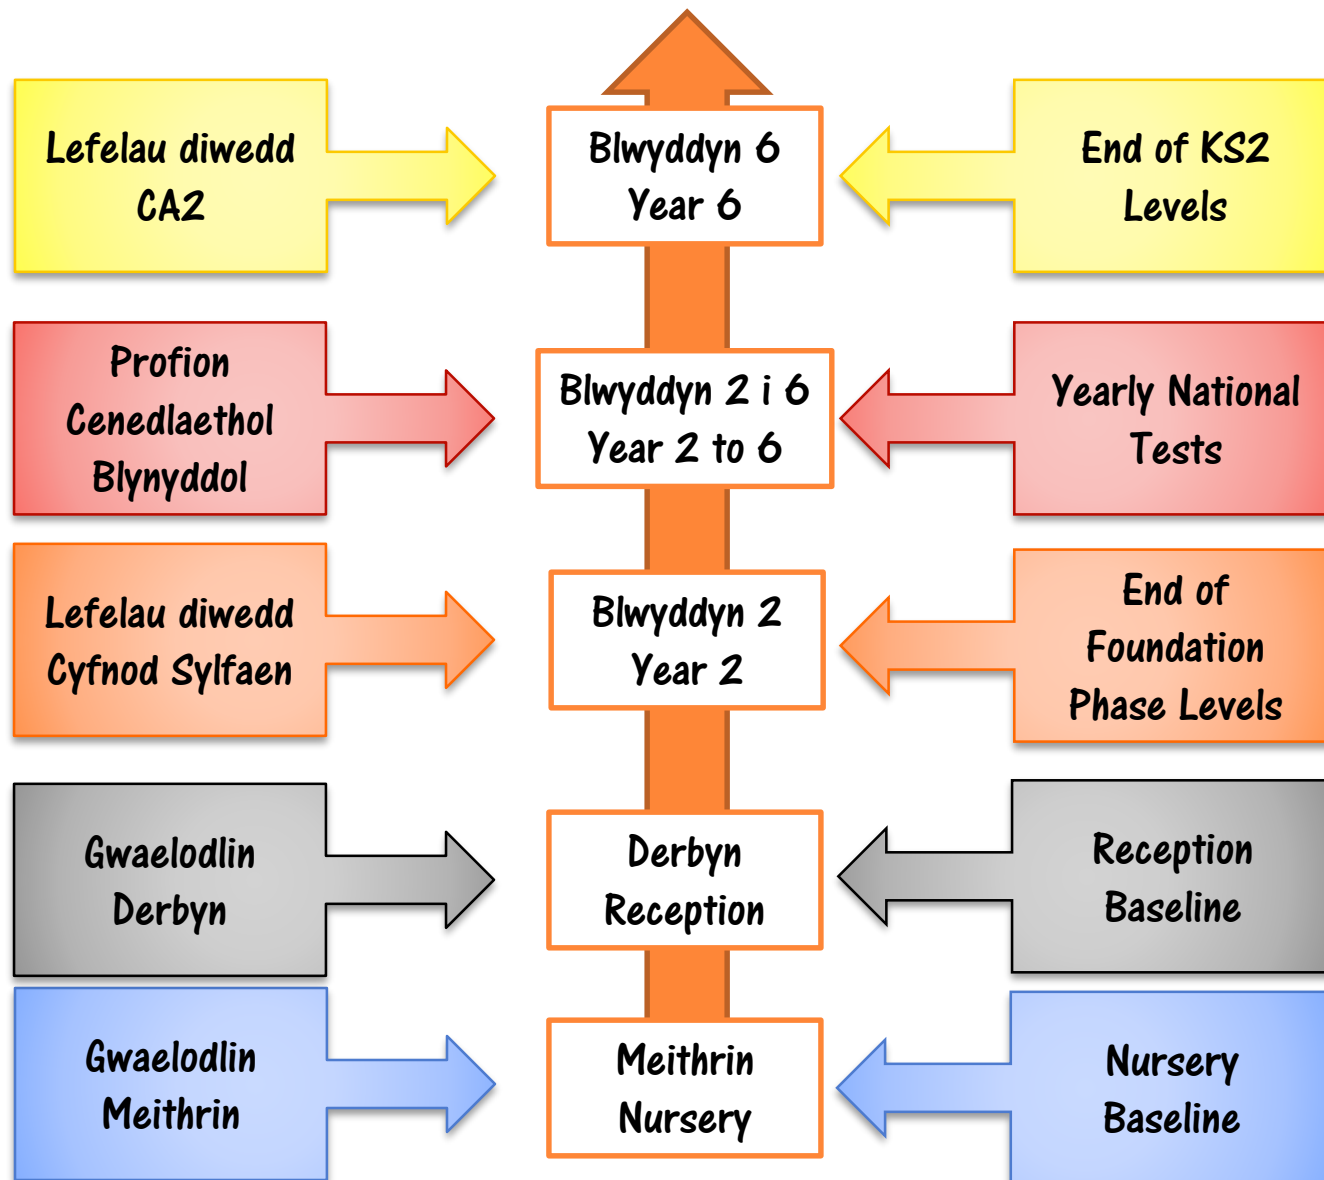 Lefelau diwedd
CA2
Blwyddyn 6
Year 6
End of KS2
Levels
Profion
Cenedlaethol
Blynyddol
Blwyddyn 2 i 6
Year 2 to 6
Yearly National
Tests
Lefelau diwedd
Cyfnod Sylfaen
Blwyddyn 2
Year 2
End of
Foundation
Phase Levels
Gwaelodlin
Derbyn
Derbyn
Reception
Reception
Baseline
Gwaelodlin
Meithrin
Meithrin
Nursery
Nursery
Baseline